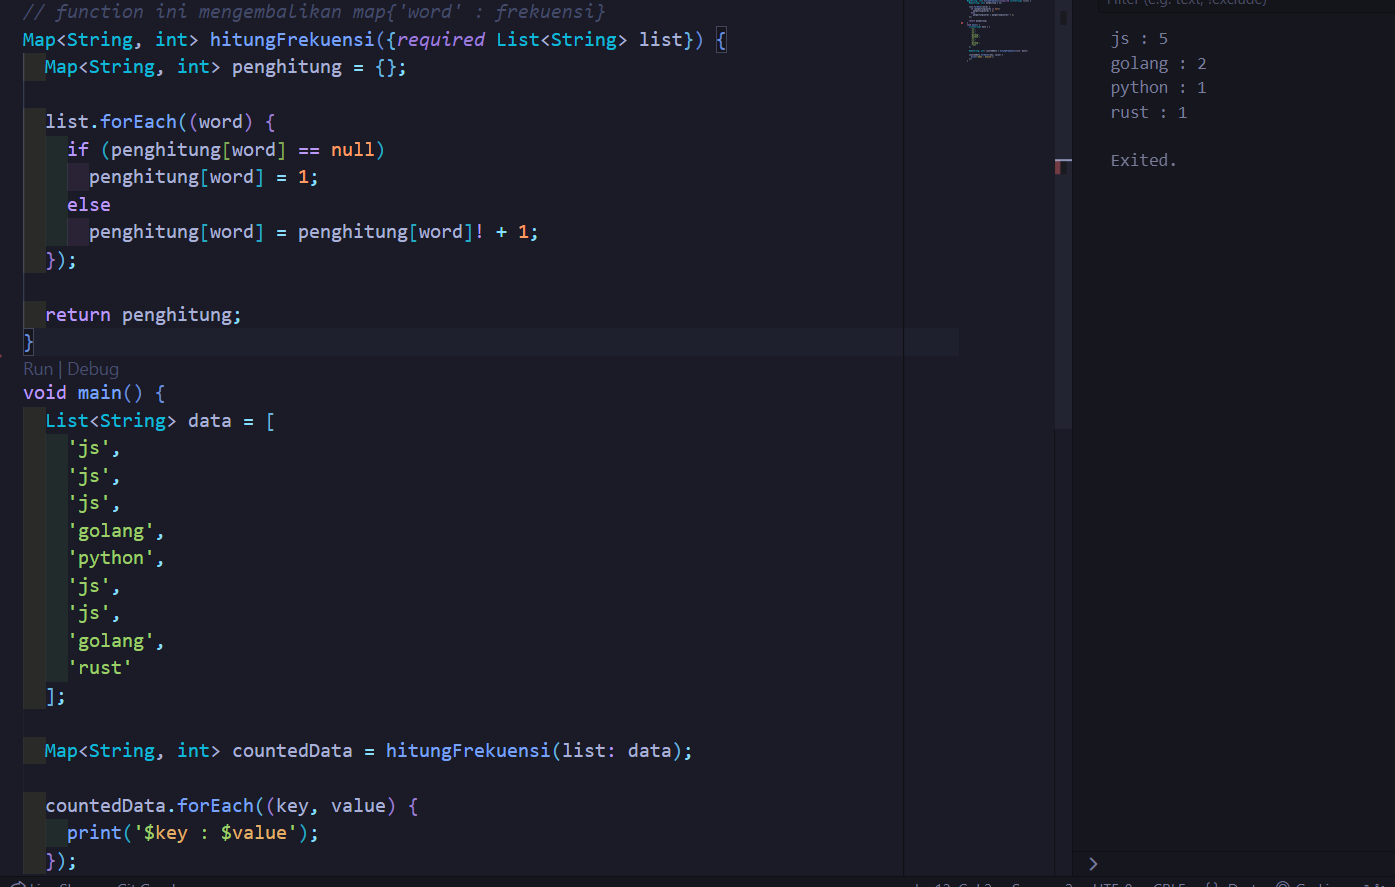 // function ini mengembalikan map{'word' : frekuensi}
Map<String, int> hitungFrekuensi({required List<String> list}) {
  Map<String, int> penghitung = {};

  list.forEach((word) {
    if (penghitung[word] == null)
      penghitung[word] = 1;
    else
      penghitung[word] = penghitung[word]! + 1;
  });

  return penghitung;
}
Run | Debug
void main() {
  List<String> data = [
    'js',
    'js',
    'js',
    'golang',
    'python',
    'js',
    'js',
    'golang',
    'rust'
  ];

  Map<String, int> countedData = hitungFrekuensi(list: data);

  countedData.forEach((key, value) {
    print('$key : $value');
  });
js : 5
golang : 2
python : 1
rust : 1

Exited.
>